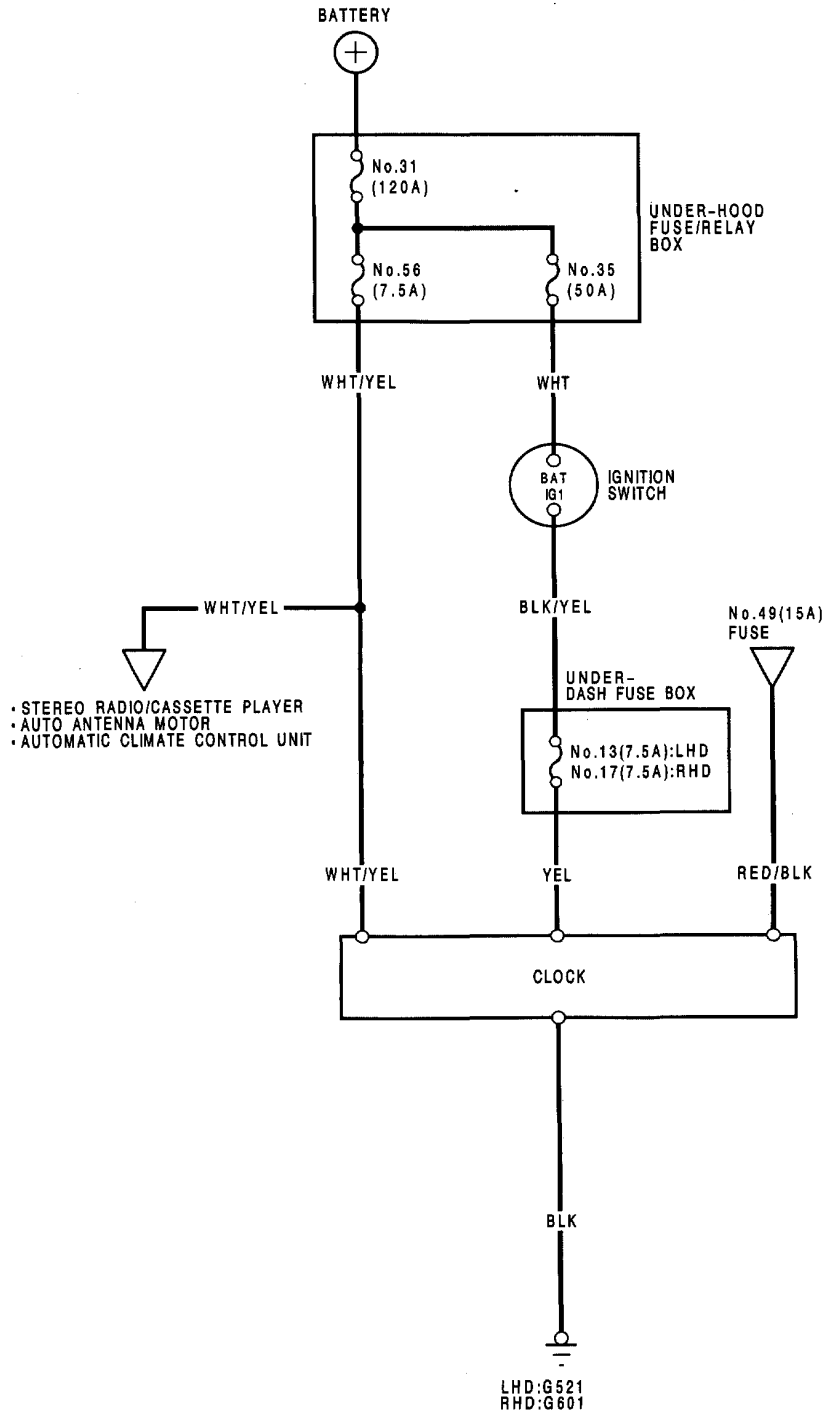 BATTERY
No.31
(120A)
UNDER-HOOD
FUSE/RELAY
BOX
No.56
(7.5A)
No.35
(50A)
WHT/YEL
WHT
BAT
IG1
IGNITION
SWITCH
WHT/YEL
BLK/YEL
No.49(15A)
FUSE
UNDER-
DASH FUSE BOX
• STEREO RADIO/CASSETTE PLAYER
• AUTO ANTENNA MOTOR
• AUTOMATIC CLIMATE CONTROL UNIT
No.13(7.5A):LHD
No.17(7.5A):RHD
WHT/YEL
YEL
RED/BLK
CLOCK
BLK
LHD:G521
RHD:G601